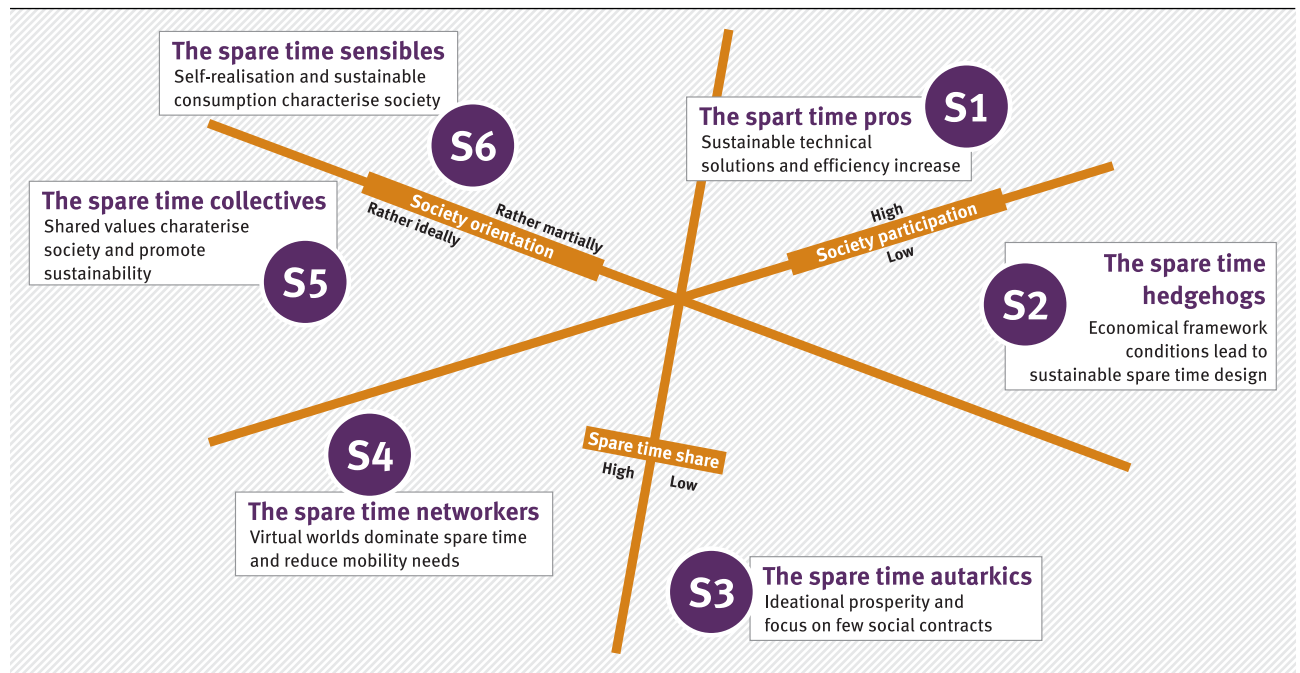 The spare time sensibles
Self-realisation and sustainable
consumption characterise society
S6
The spart time pros
Sustainable technical
solutions and efficiency increase
S1
The spare time collectives
Shared values charaterise
society and promote
sustainability
S5
Rather martially
Society orientation
Rather ideally
High
Society participation
Low
The spare time
hedgehogs
Economical framework
conditions lead to
sustainable spare time design
S2
S4
The spare time networkers
Virtual worlds dominate spare time
and reduce mobility needs
Spare time share
High
Low
S3
The spare time autarkics
Ideational prosperity and
focus on few social contracts